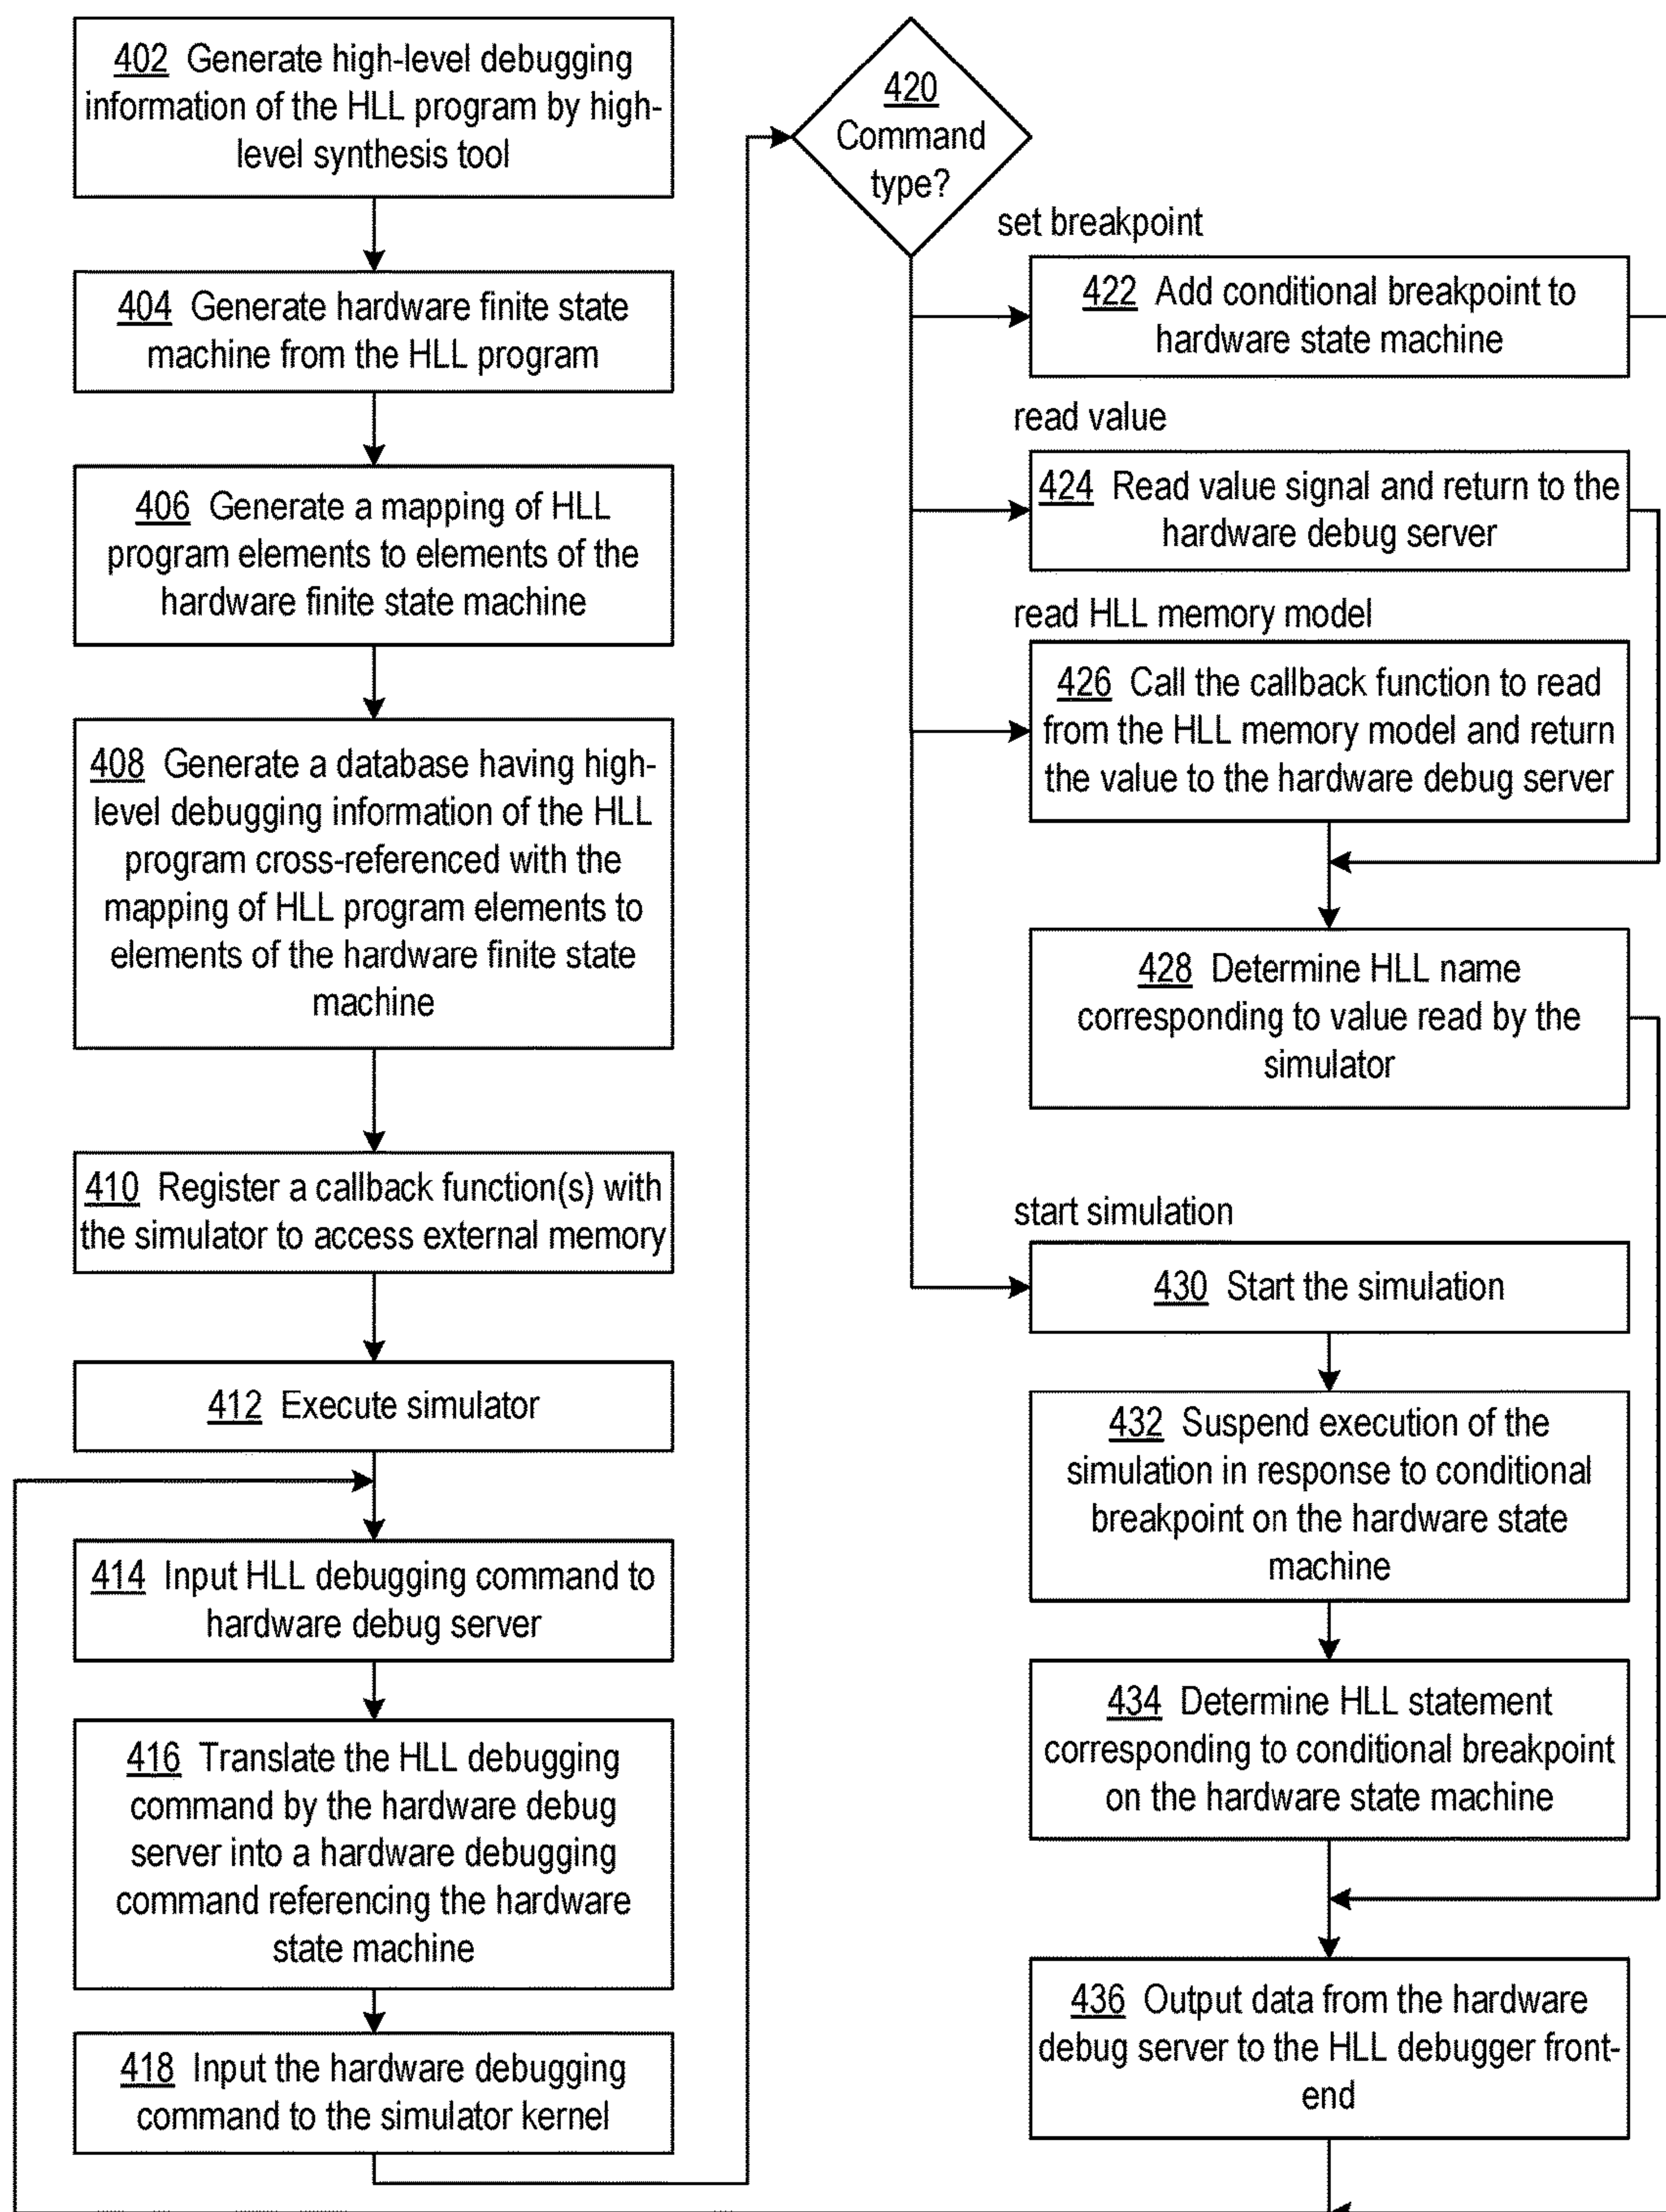 402 Generate high-level debugging
information of the HLL program by high-
level synthesis tool
404 Generate hardware finite state
machine from the HLL program
406 Generate a mapping of HLL
program elements to elements of the
hardware finite state machine
408 Generate a database having high-
level debugging information of the HLL
program cross-referenced with the
mapping of HLL program elements to
elements of the hardware finite state
machine
410 Register a callback function(s) with
the simulator to access external memory
412 Execute simulator
414 Input HLL debugging command to
hardware debug server
416 Translate the HLL debugging
command by the hardware debug
server into a hardware debugging
command referencing the hardware
state machine
418 Input the hardware debugging
command to the simulator kernel
420
Command
type?
set breakpoint
422 Add conditional breakpoint to
hardware state machine
read value
424 Read value signal and return to the
hardware debug server
read HLL memory model
426 Call the callback function to read
from the HLL memory model and return
the value to the hardware debug server
428 Determine HLL name
corresponding to value read by the
simulator
start simulation
430 Start the simulation
432 Suspend execution of the
simulation in response to conditional
breakpoint on the hardware state
machine
434 Determine HLL statement
corresponding to conditional breakpoint
on the hardware state machine
436 Output data from the hardware
debug server to the HLL debugger front-
end